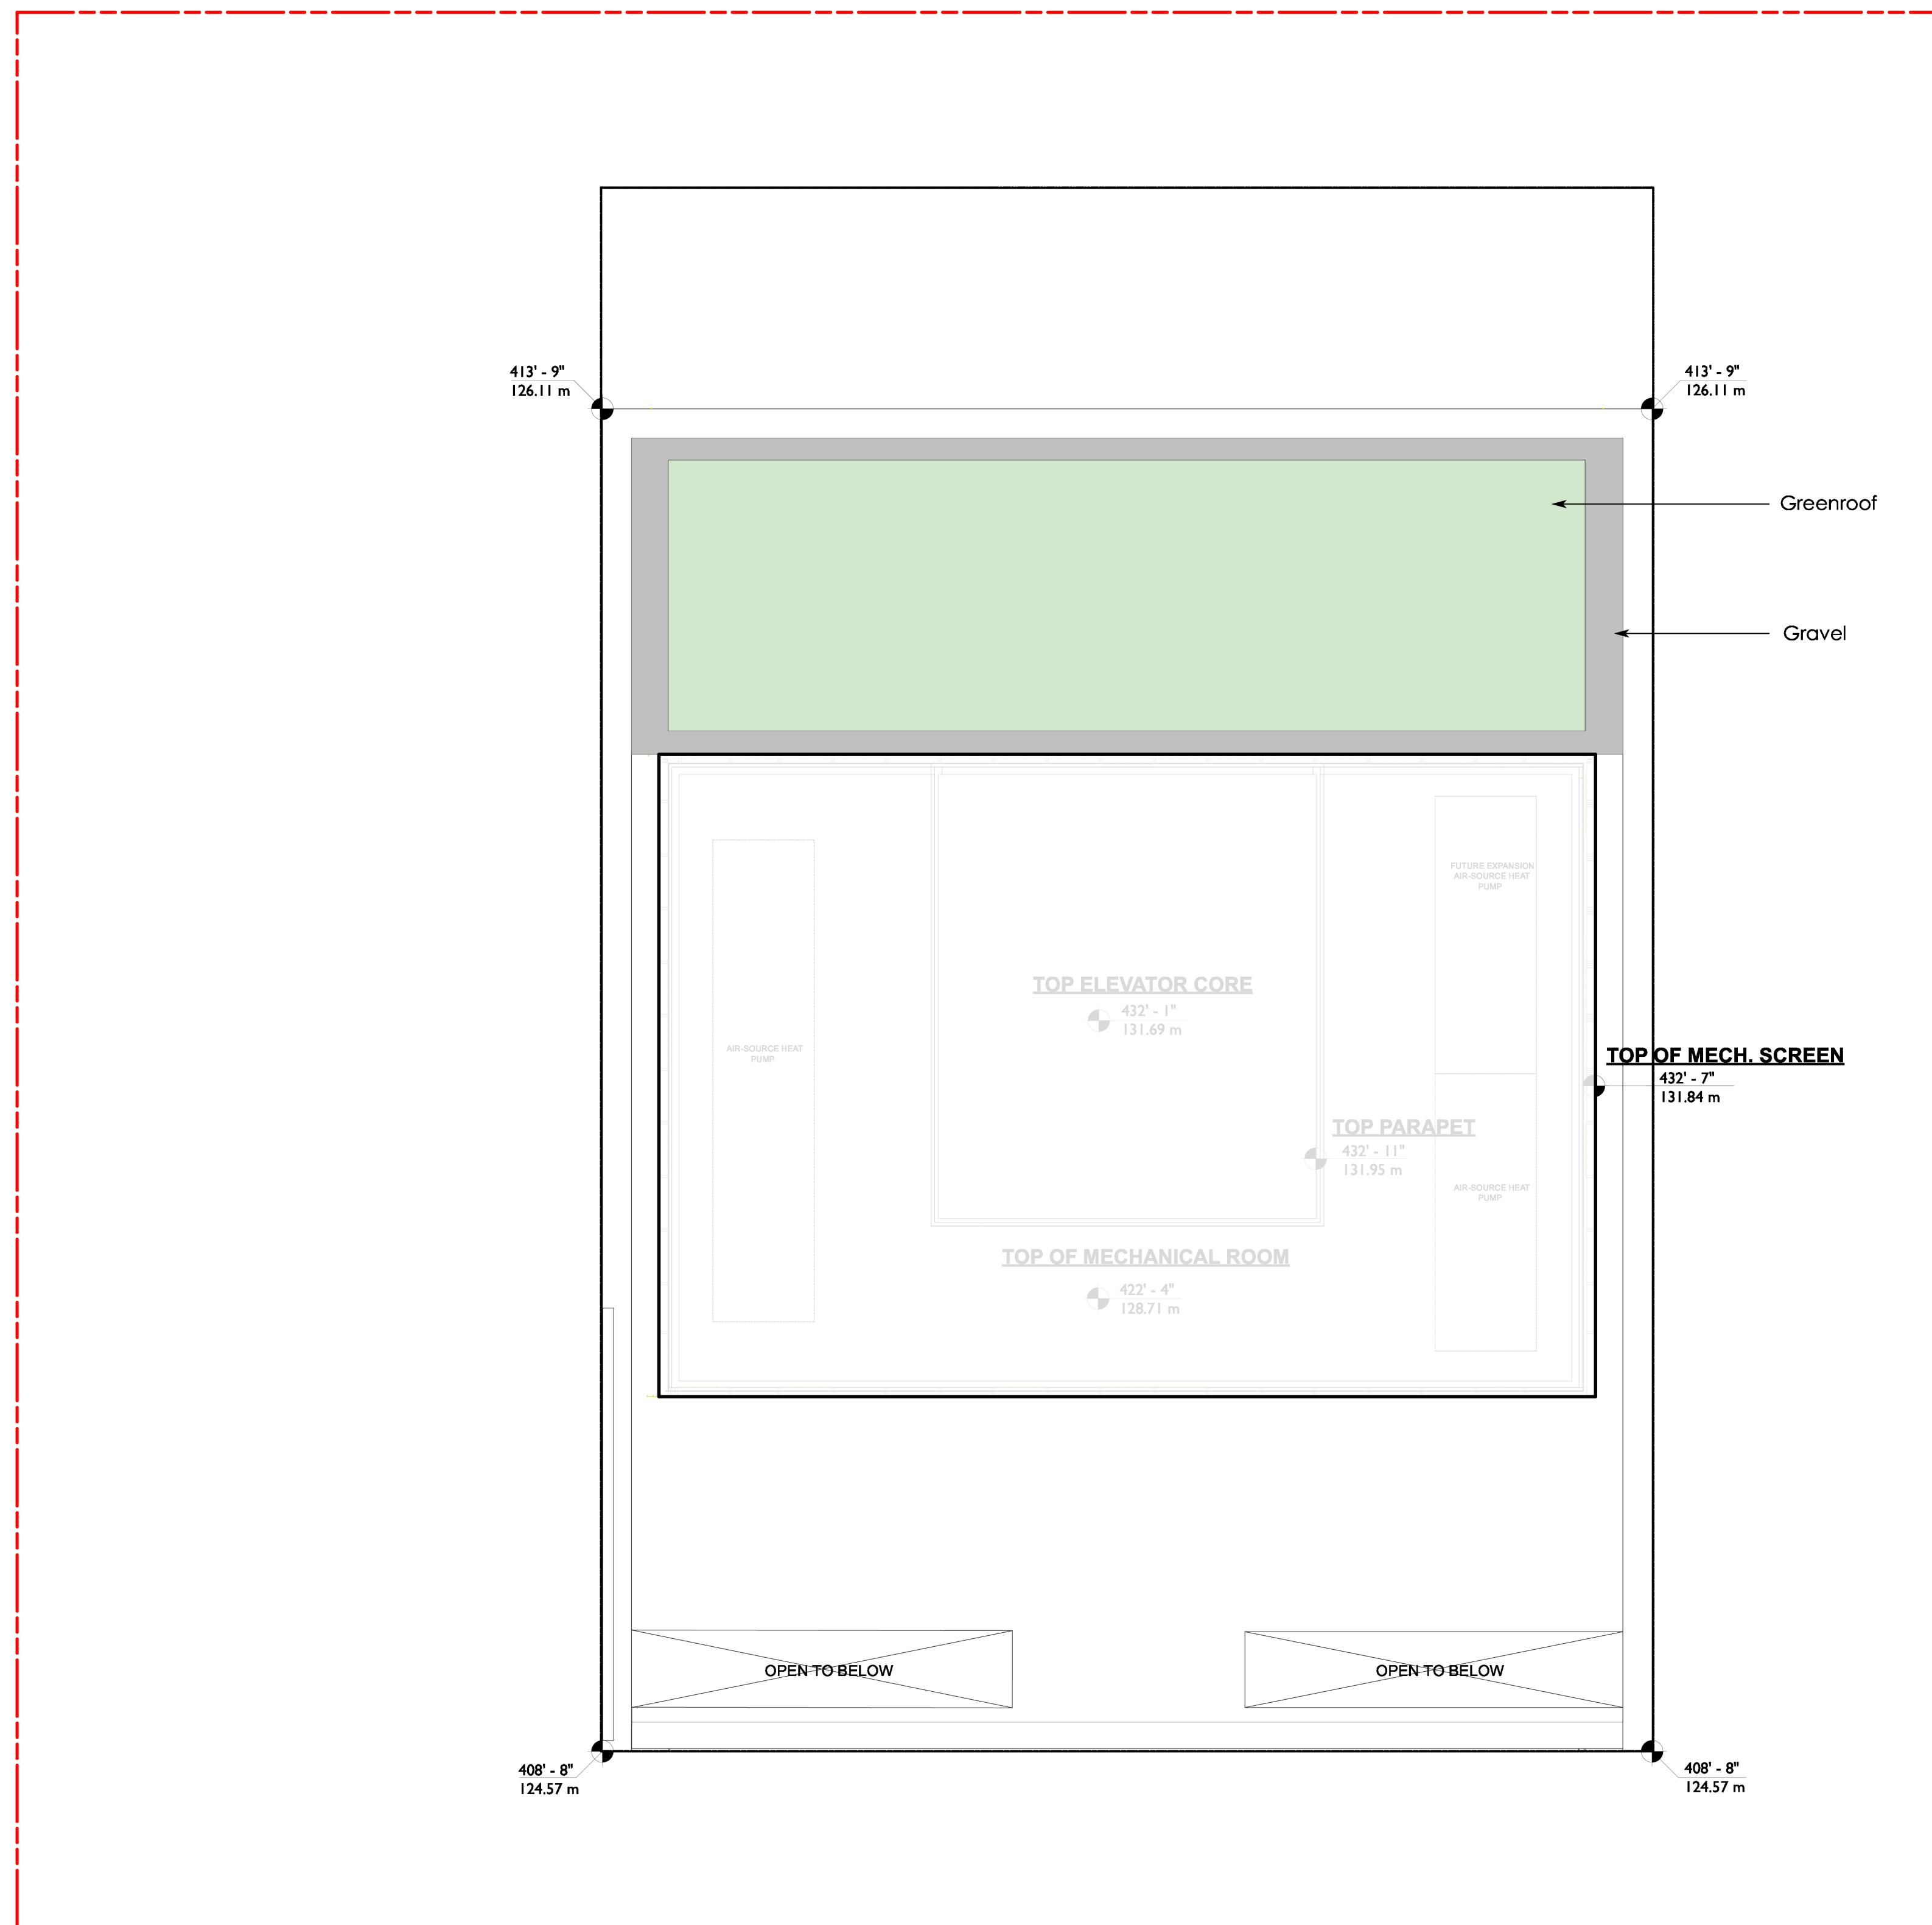 413' - 9"
126.11 m
413' - 9"
126.11 m
Greenroof
Gravel
FUTURE EXPANSION
AIR-SOURCE HEAT
PUMP
TOP ELEVATOR CORE
432' - 1"
131.69 m
AIR-SOURCE HEAT
PUMP
TOP OF MECH. SCREEN
432' - 7"
131.84 m
TOP PARAPET
432' - 11"
131.95 m
AIR-SOURCE HEAT
PUMP
TOP OF MECHANICAL ROOM
422' - 4"
128.71 m
OPEN TO BELOW
OPEN TO BELOW
408' - 8"
124.57 m
408' - 8"
124.57 m